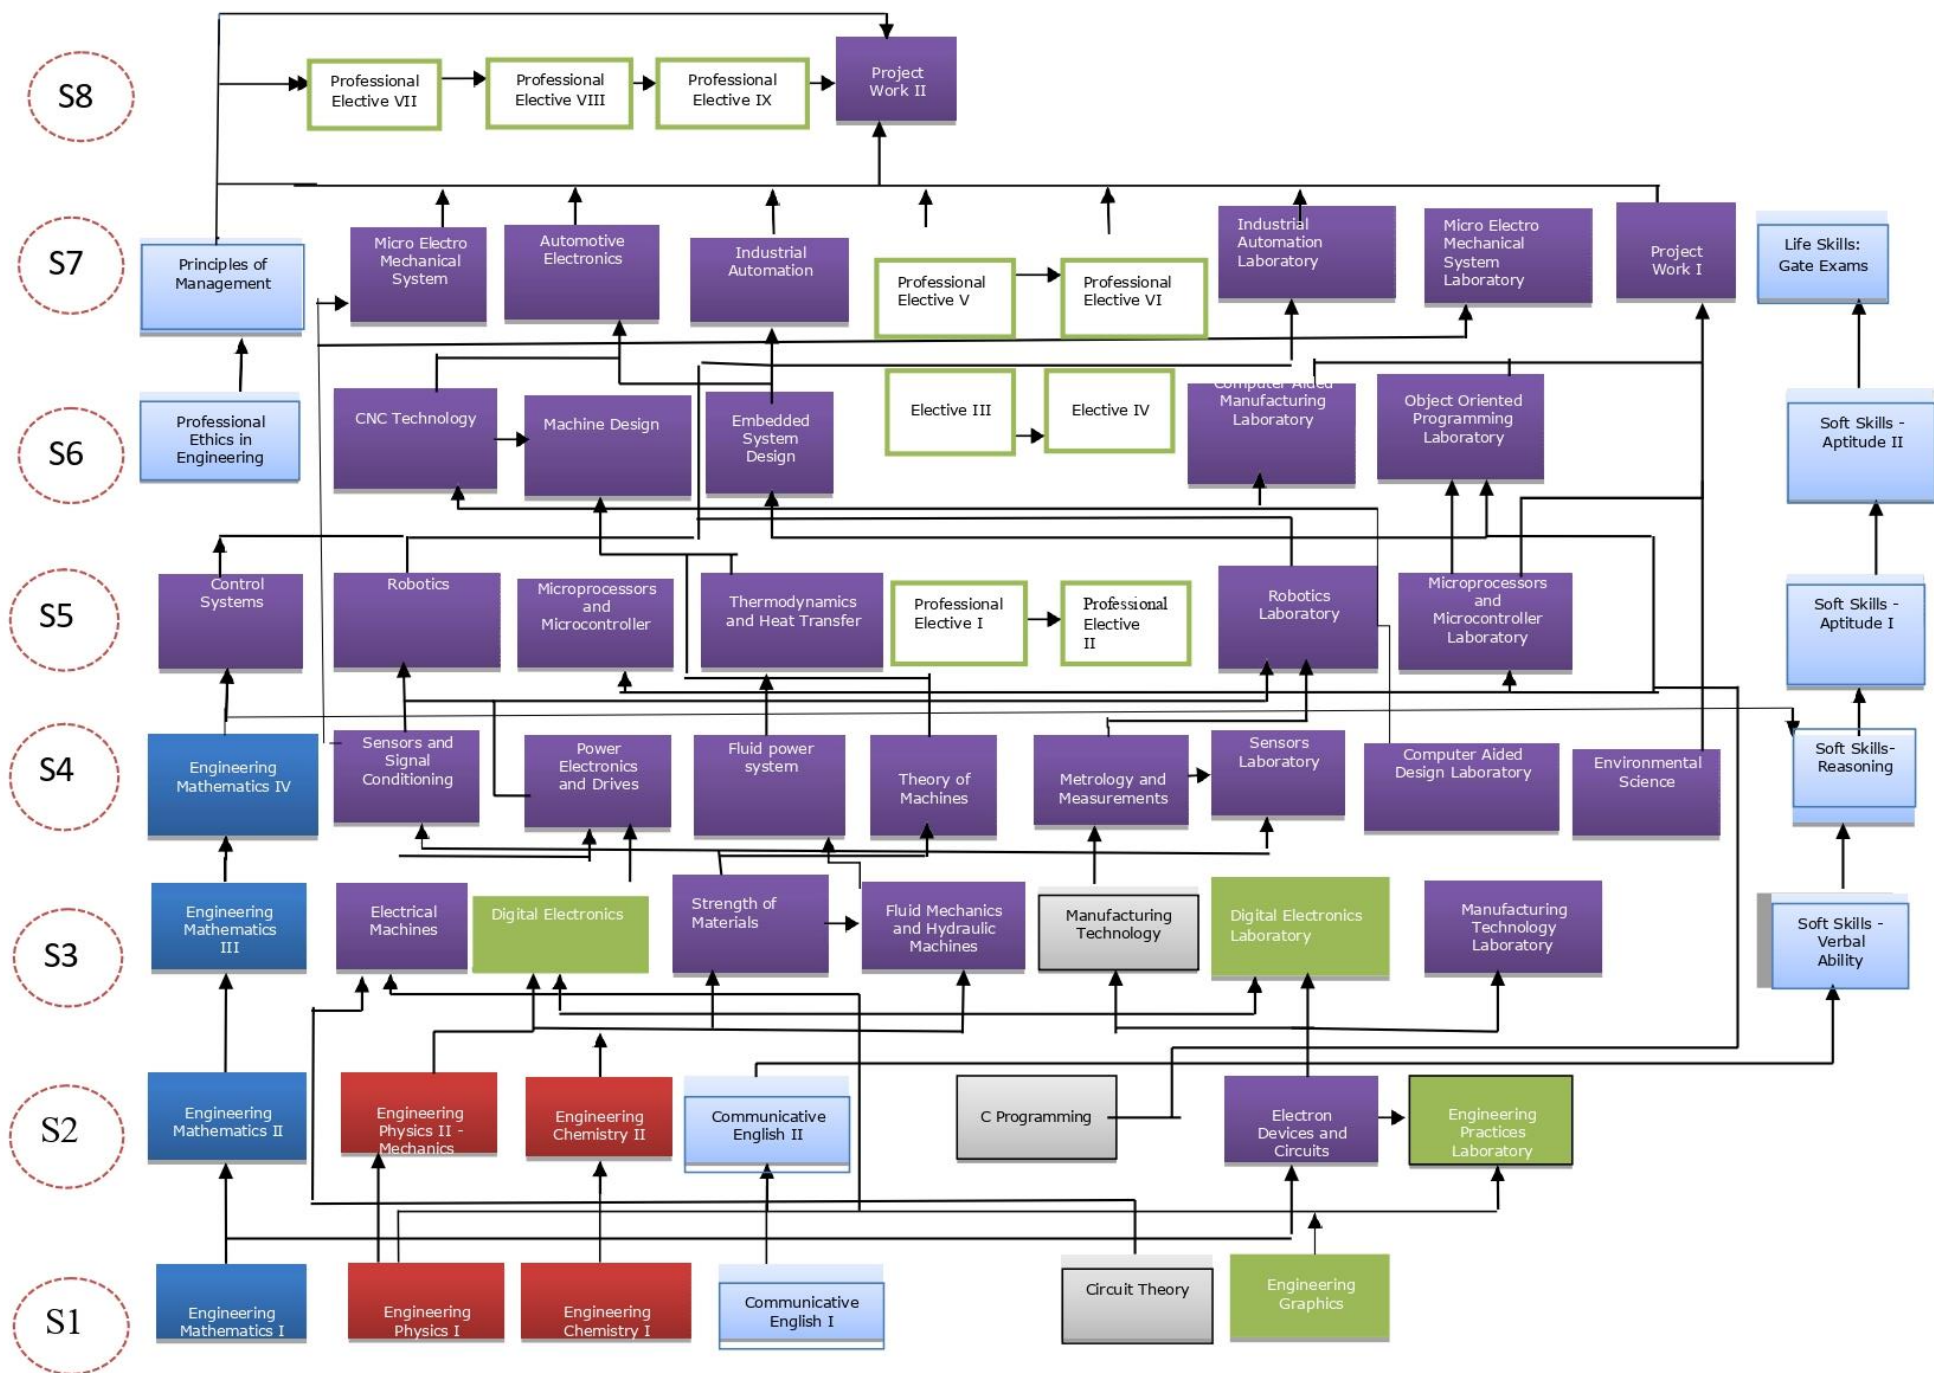 S8
Professional
Elective VII
Professional
Elective VIII
Professional
Elective IX
Project
Work II
S7
Principles of
Management
Micro Electro
Mechanical
System
Automotive
Electronics
Industrial
Automation
Professional
Elective V
Professional
Elective VI
Industrial
Automation
Laboratory
Micro Electro
Mechanical
System
Laboratory
Project
Work I
Life Skills:
Gate Exams
S6
Professional
Ethics in
Engineering
CNC Technology
Machine Design
Embedded
System
Design
Elective III
Elective IV
Computer Aided
Manufacturing
Laboratory
Object Oriented
Programming
Laboratory
Soft Skills -
Aptitude II
S5
Control
Systems
Robotics
Microprocessors
and
Microcontroller
Thermodynamics
and Heat Transfer
Professional
Elective I
Professional
Elective
II
Robotics
Laboratory
Microprocessors
and
Microcontroller
Laboratory
Soft Skills -
Aptitude I
S4
Engineering
Mathematics IV
Sensors and
Signal
Conditioning
Power
Electronics
and Drives
Fluid power
system
Theory of
Machines
Metrology and
Measurements
Sensors
Laboratory
Computer Aided
Design Laboratory
Environmental
Science
Soft Skills-
Reasoning
S3
Engineering
Mathematics
III
Electrical
Machines
Digital Electronics
Strength of
Materials
Fluid Mechanics
and Hydraulic
Machines
Manufacturing
Technology
Digital Electronics
Laboratory
Manufacturing
Technology
Laboratory
Soft Skills -
Verbal
Ability
S2
Engineering
Mathematics II
Engineering
Physics II -
Mechanics
Engineering
Chemistry II
Communicative
English II
C Programming
Electron
Devices and
Circuits
Engineering
Practices
Laboratory
S1
Engineering
Mathematics I
Engineering
Physics I
Engineering
Chemistry I
Communicative
English I
Circuit Theory
Engineering
Graphics